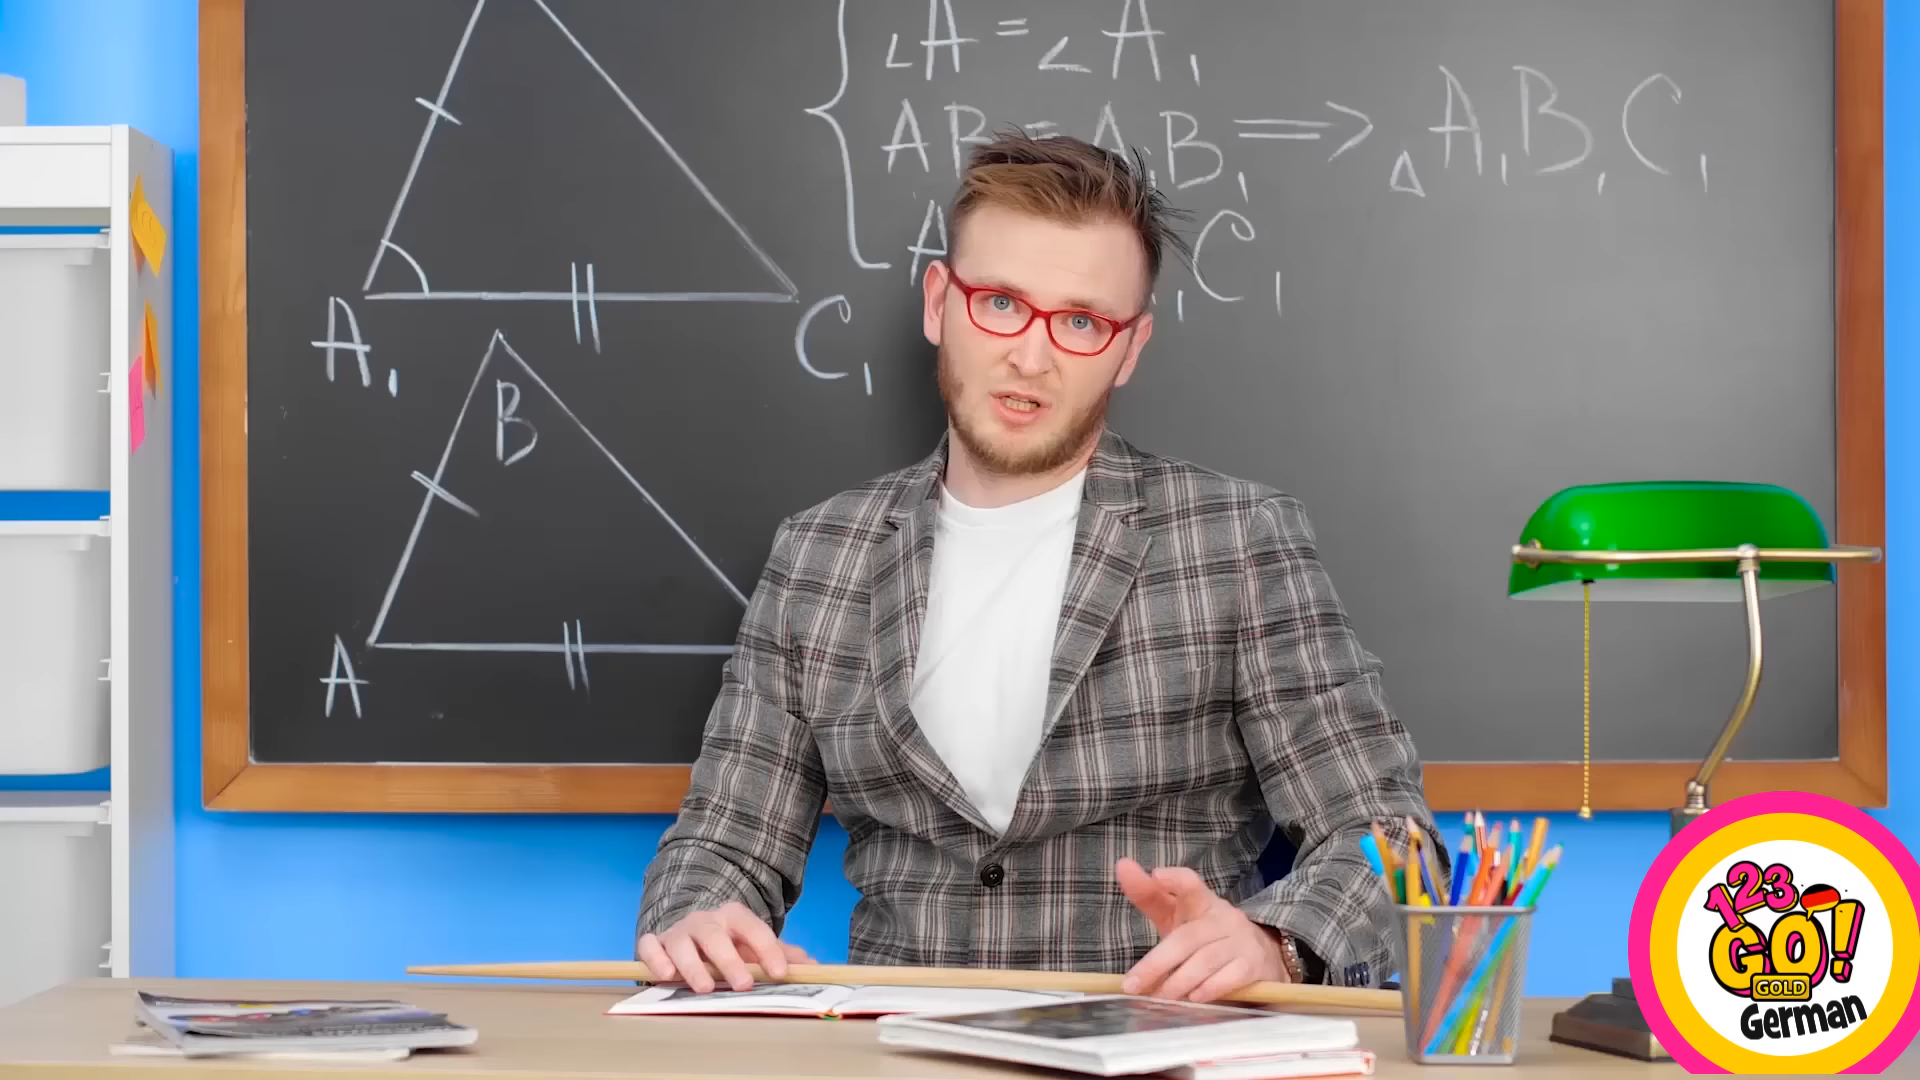 ∠A = ∠A₁
AB = A₁B₁ ⟹ △A₁B₁C₁
A₁ C₁
B
A
123
GO!
GOLD
German